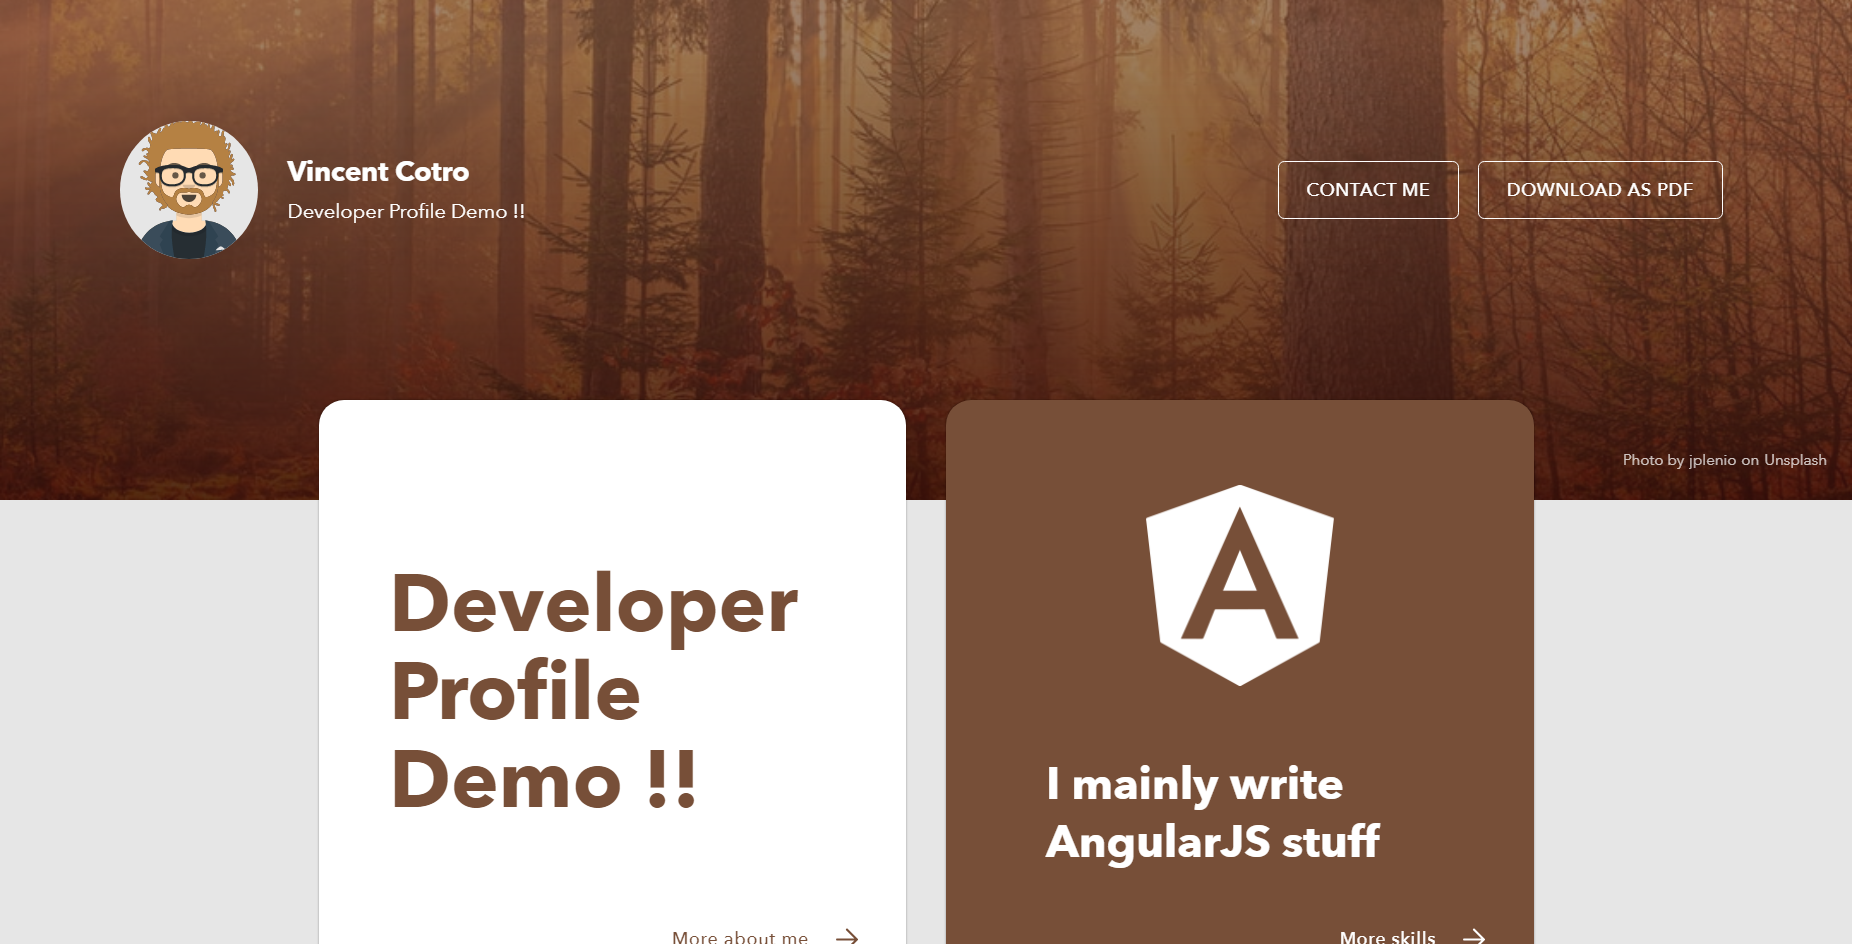 Vincent Cotro
Developer Profile Demo !!
CONTACT ME
DOWNLOAD AS PDF
Photo by jplenio on Unsplash
Developer
Profile
Demo !!
More about me
A
I mainly write
AngularJS stuff
More skills